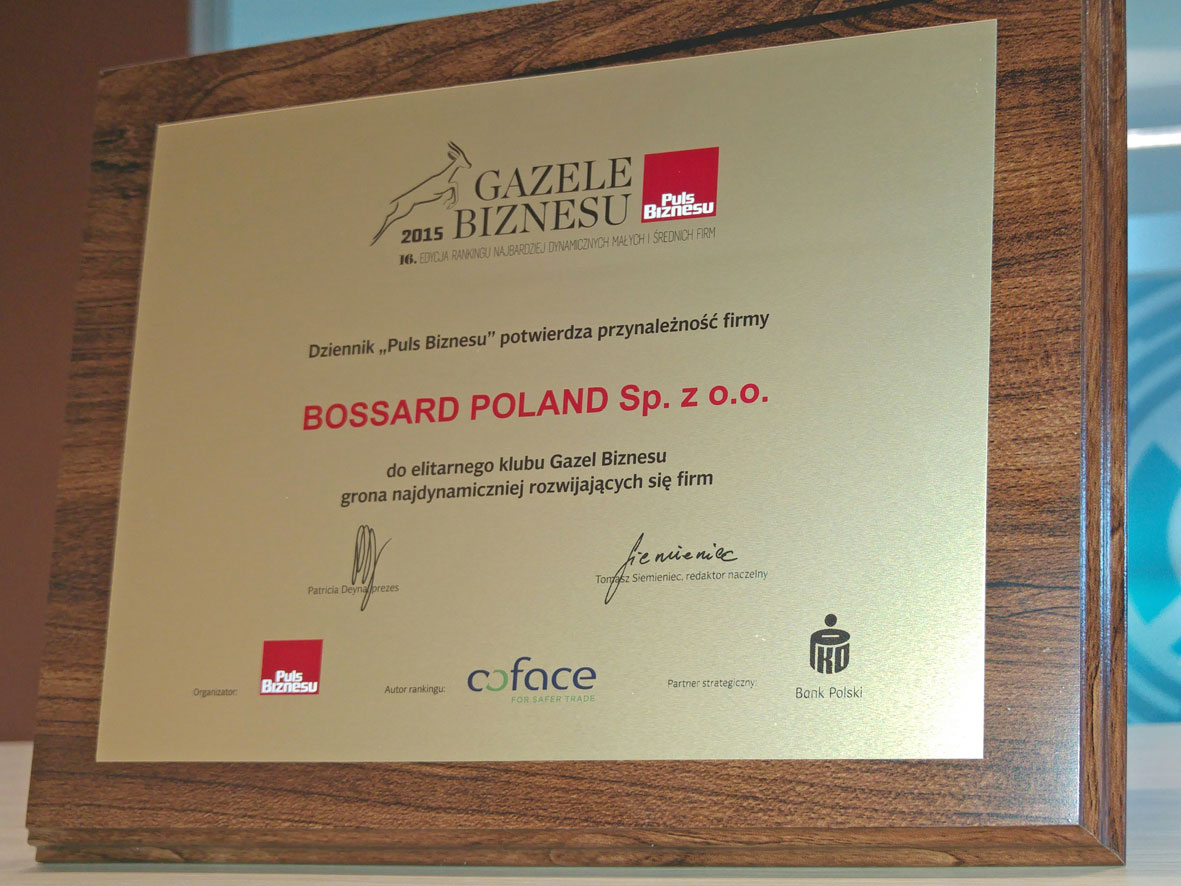 GAZELE
2015 BIZNESU
Puls
Biznesu
16. EDYCJA RANKINGU NAJBARDZIEJ DYNAMICZNYCH MAŁYCH I ŚREDNICH FIRM
Dziennik „Puls Biznesu” potwierdza przynależność firmy
BOSSARD POLAND Sp. z o.o.
do elitarnego klubu Gazel Biznesu
grona najdynamiczniej rozwijających się firm
Siemieniec
Patricia Deyna, prezes
Tomasz Siemieniec, redaktor naczelny
Organizator:
Puls
Biznesu
Autor rankingu:
coface
FOR SAFER TRADE
Partner strategiczny:
PKO
Bank Polski